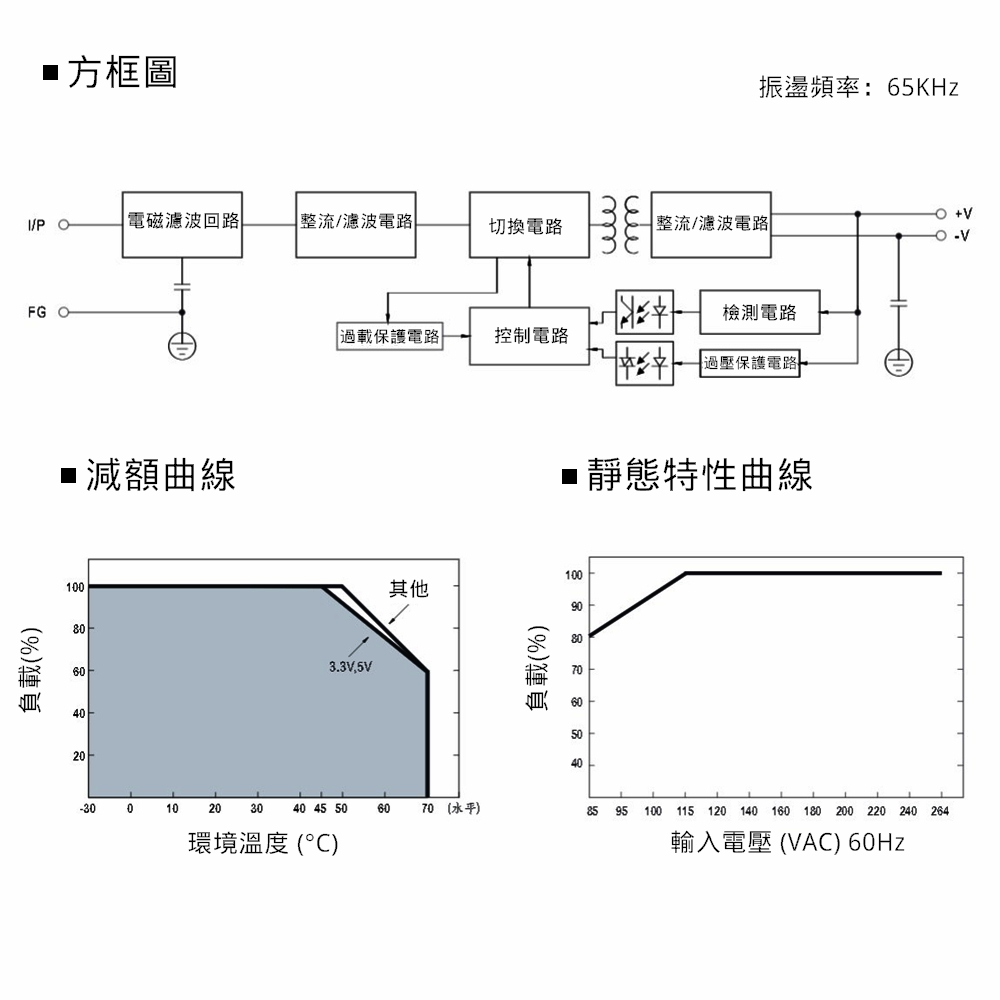 ■方框圖
振盪頻率：65KHz
I/P
電磁濾波回路
整流/濾波電路
切換電路
整流/濾波電路
+V
-V
FG
過載保護電路
控制電路
檢測電路
過壓保護電路
■減額曲線
負載(%)
100
80
60
40
20
其他
3.3V,5V
-30 0 10 20 30 40 45 50 60 70 (水平)
環境溫度 (°C)
■靜態特性曲線
負載(%)
100
90
80
70
60
50
40
85 95 100 115 120 140 160 180 200 220 240 264
輸入電壓 (VAC) 60Hz